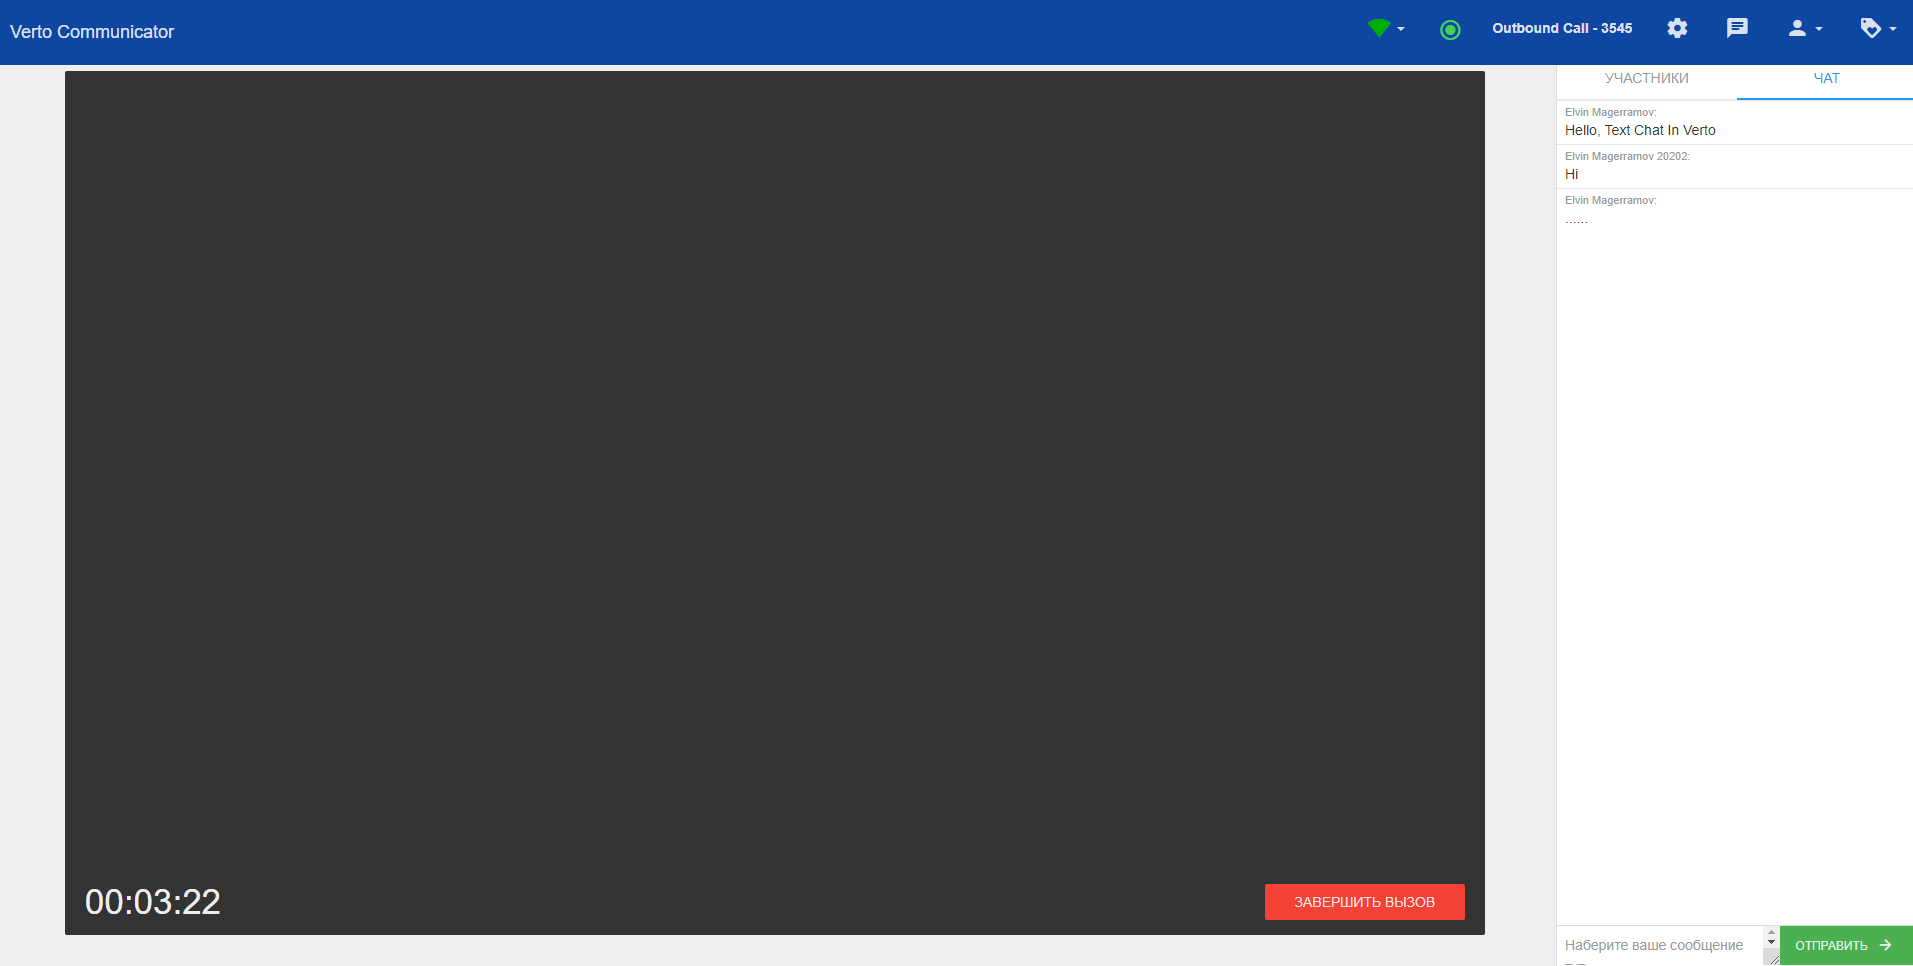 Verto Communicator
Outbound Call - 3545
УЧАСТНИКИ
ЧАТ
Elvin Magerramov:
Hello, Text Chat In Verto
Elvin Magerramov 20202:
Hi
Elvin Magerramov:
......
00:03:22
ЗАВЕРШИТЬ ВЫЗОВ
Наберите ваше сообщение
ОТПРАВИТЬ